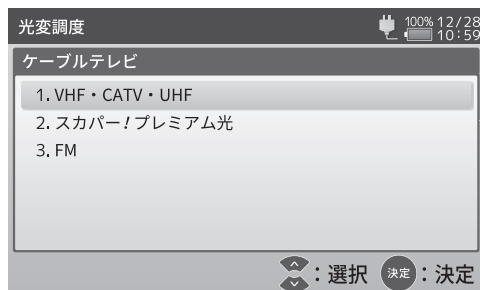 光変調度
100% 12/28
10:59
ケーブルテレビ
1. VHF・CATV・UHF
2. スカパー!プレミアム光
3. FM
：選択 決定：決定